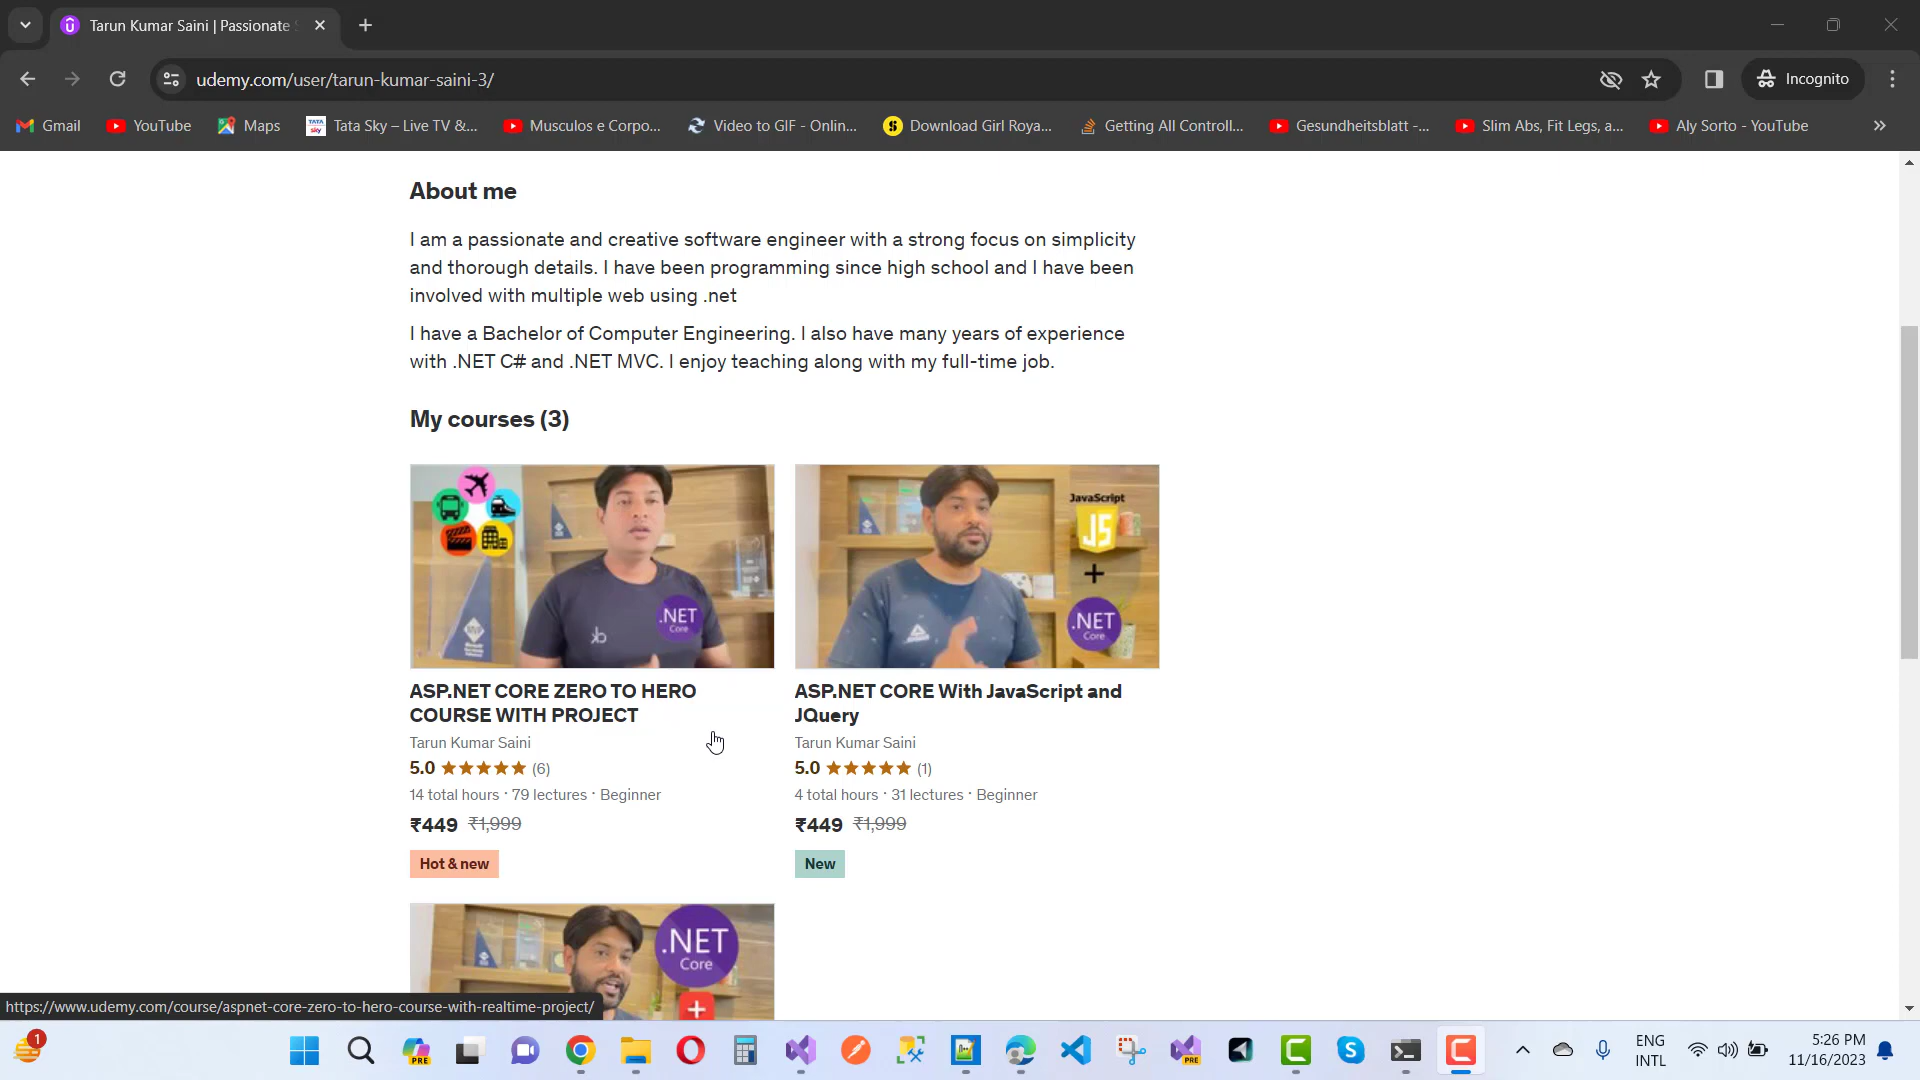 Tarun Kumar Saini | Passionate
udemy.com/user/tarun-kumar-saini-3/
Incognito
Gmail
YouTube
Maps
TATA sky
Tata Sky – Live TV &...
Musculos e Corpo...
Video to GIF - Onlin...
Download Girl Roya...
Getting All Controll...
Gesundheitsblatt -...
Slim Abs, Fit Legs, a...
Aly Sorto - YouTube
About me
I am a passionate and creative software engineer with a strong focus on simplicity
and thorough details. I have been programming since high school and I have been
involved with multiple web using .net
I have a Bachelor of Computer Engineering. I also have many years of experience
with .NET C# and .NET MVC. I enjoy teaching along with my full-time job.
My courses (3)
.NET
Core
JavaScript
JS
+
.NET
Core
ASP.NET CORE ZERO TO HERO
COURSE WITH PROJECT
Tarun Kumar Saini
5.0 ★★★★★ (6)
14 total hours · 79 lectures · Beginner
₹449 ₹1,999
Hot & new
ASP.NET CORE With JavaScript and
JQuery
Tarun Kumar Saini
5.0 ★★★★★ (1)
4 total hours · 31 lectures · Beginner
₹449 ₹1,999
New
.NET
Core
https://www.udemy.com/course/aspnet-core-zero-to-hero-course-with-realtime-project/
1
PRE
PRE
ENG
INTL
5:26 PM
11/16/2023